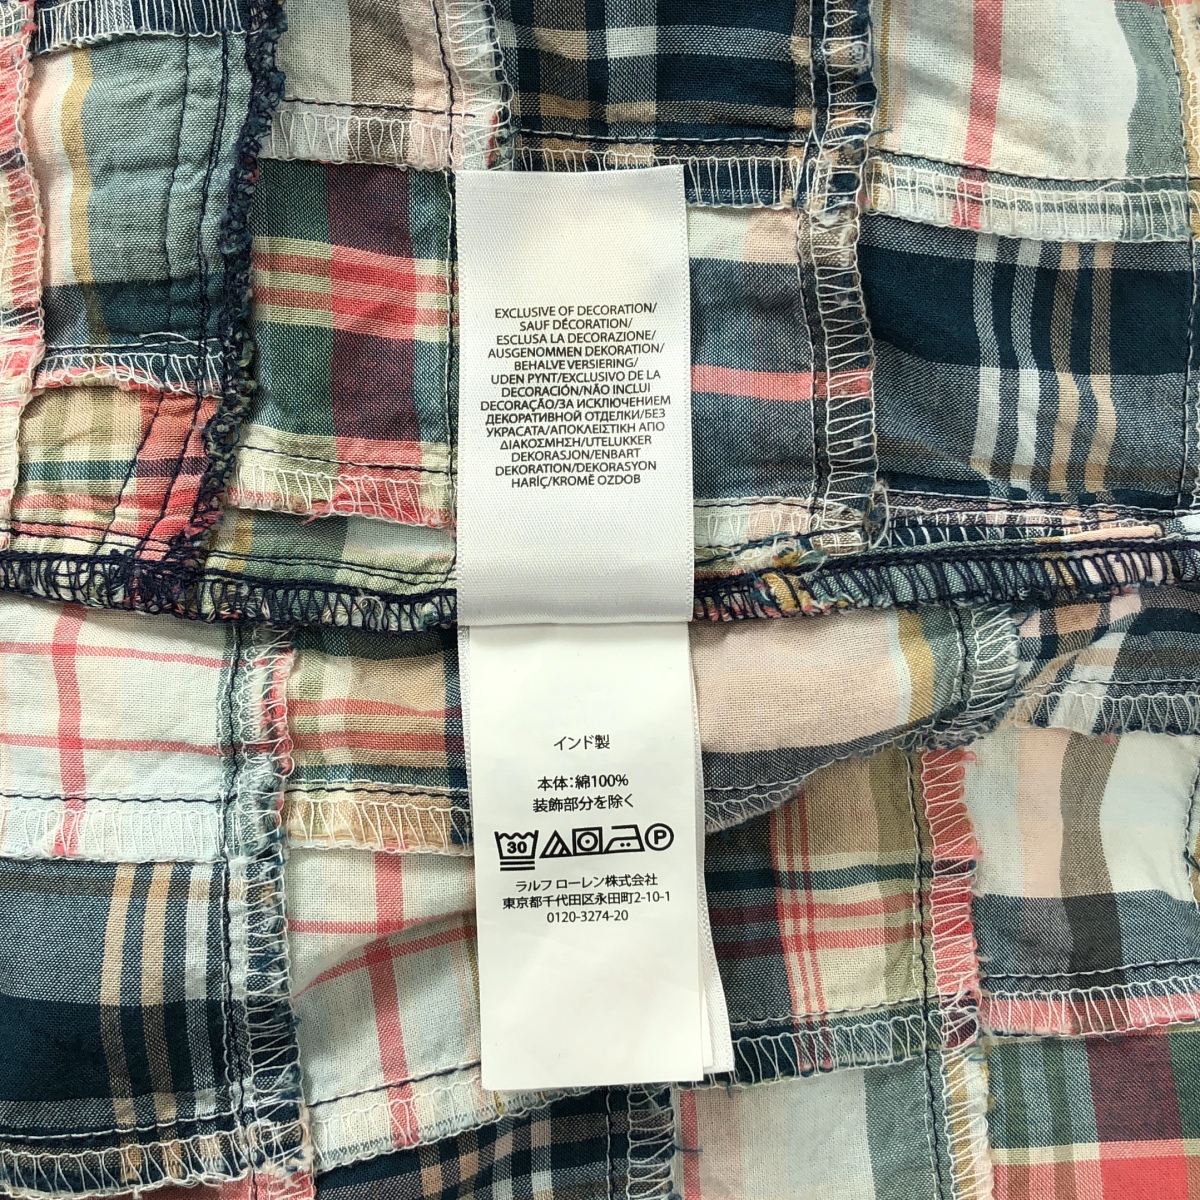 EXCLUSIVE OF DECORATION/
SAUF DÉCORATION/
ESCLUSA LA DECORAZIONE/
AUSGENOMMEN DEKORATION/
BEHALVE VERSIERING/
UDEN PYNT/EXCLUSIVO DE LA
DECORACIÓN/NÃO INCLUI
DECORAÇÃO/ЗА ИСКЛЮЧЕНИЕМ
ДЕКОРАТИВНОЙ ОТДЕЛКИ/БЕЗ
УКРАСАТА/ΑΠΟΚΛΕΙΣΤΙΚΗ ΑΠΟ
ΔΙΑΚΟΣΜΗΣΗ/UTELUKKER
DEKORASJON/ENBART
DEKORATION/DEKORASYON
HARİÇ/KROMĚ OZDOB
インド製
本体：綿100%
装飾部分を除く
30 P
ラルフ ローレン株式会社
東京都千代田区永田町2-10-1
0120-3274-20